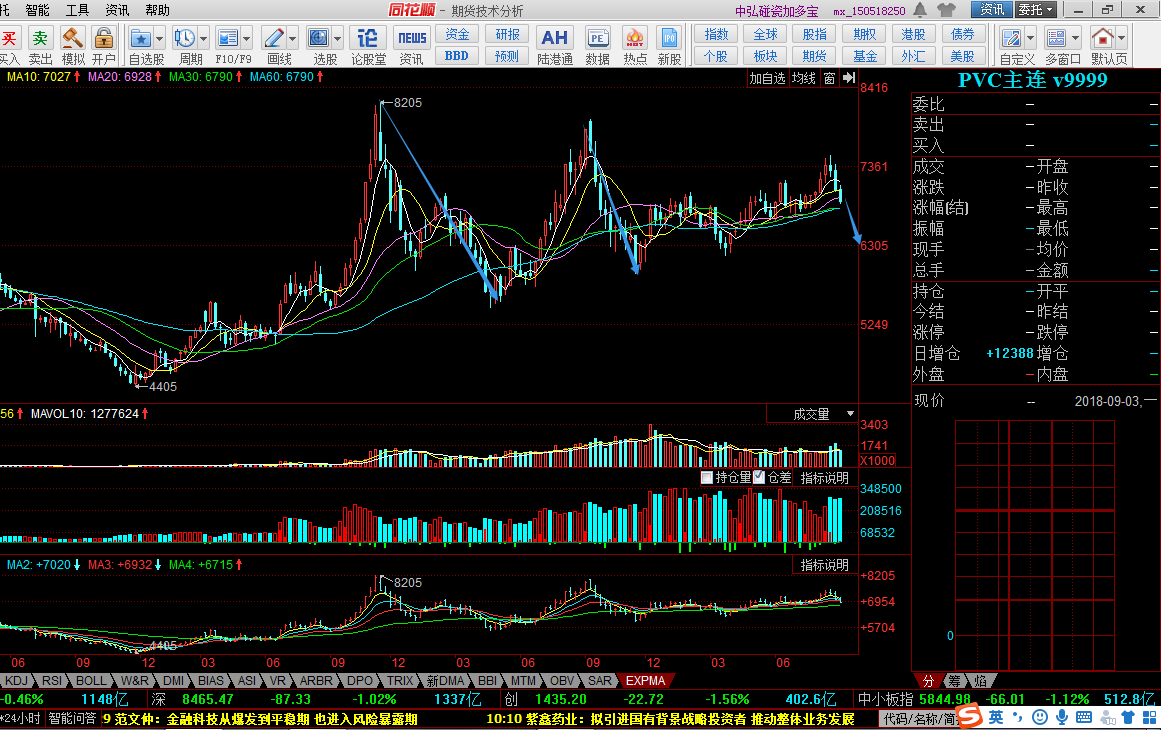 托 智能 工具 资讯 帮助 同花顺 - 期货技术分析 中弘碰瓷加多宝 mx_150518250 资讯 委托
买 卖 论 NEWS 资金 研报 AH PE IPO 指数 全球 股指 期权 港股 债券
买入 卖出 模拟 开户 自选股 周期 F10/F9 画线 选股 论股堂 资讯 BBD 预测 陆港通 数据 热点 新股 个股 板块 期货 基金 外汇 美股 自定义 多窗口 默认页
MA10: 7027 MA20: 6928 MA30: 6790 MA60: 6790 加自选 均线 窗
8416
7361
6305
5249
8205
4405
56 MAVOL10: 1277624 成交量
3403
1741
X1000
持仓量 仓差 指标说明
348500
208516
68532
MA2: +7020 MA3: +6932 MA4: +6715 指标说明
+8205
+6954
+5704
8205
4405
06 09 12 03 06 09 12 03 06 09 12 03 06
KDJ RSI BOLL W&R DMI BIAS ASI VR ARBR DPO TRIX 新DMA BBI MTM OBV SAR EXPMA
PVC主连 v9999
委比 –
卖出 – –
买入 – –
成交 – 开盘 –
涨跌 – 昨收 –
涨幅(结) – 最高 –
振幅 – 最低 –
现手 – 均价 –
总手 – 金额 –
持仓 – 开平 –
今结 – 昨结 –
涨停 – 跌停 –
日增仓 +12388 增仓 –
外盘 – 内盘 –
现价 -- 2018-09-03,一
0
分 筹 焰
-0.46% 1148亿 深 8465.47 -87.33 -1.02% 1337亿 创 1435.20 -22.72 -1.56% 402.6亿 中小板指 5844.98 -66.01 -1.12% 512.8亿
*24小时 智能问答 9 范文仲：金融科技从爆发到平稳期 也进入风险暴露期 10:10 紫鑫药业：拟引进国有背景战略投资者 推动整体业务发展 代码/名称/简 英